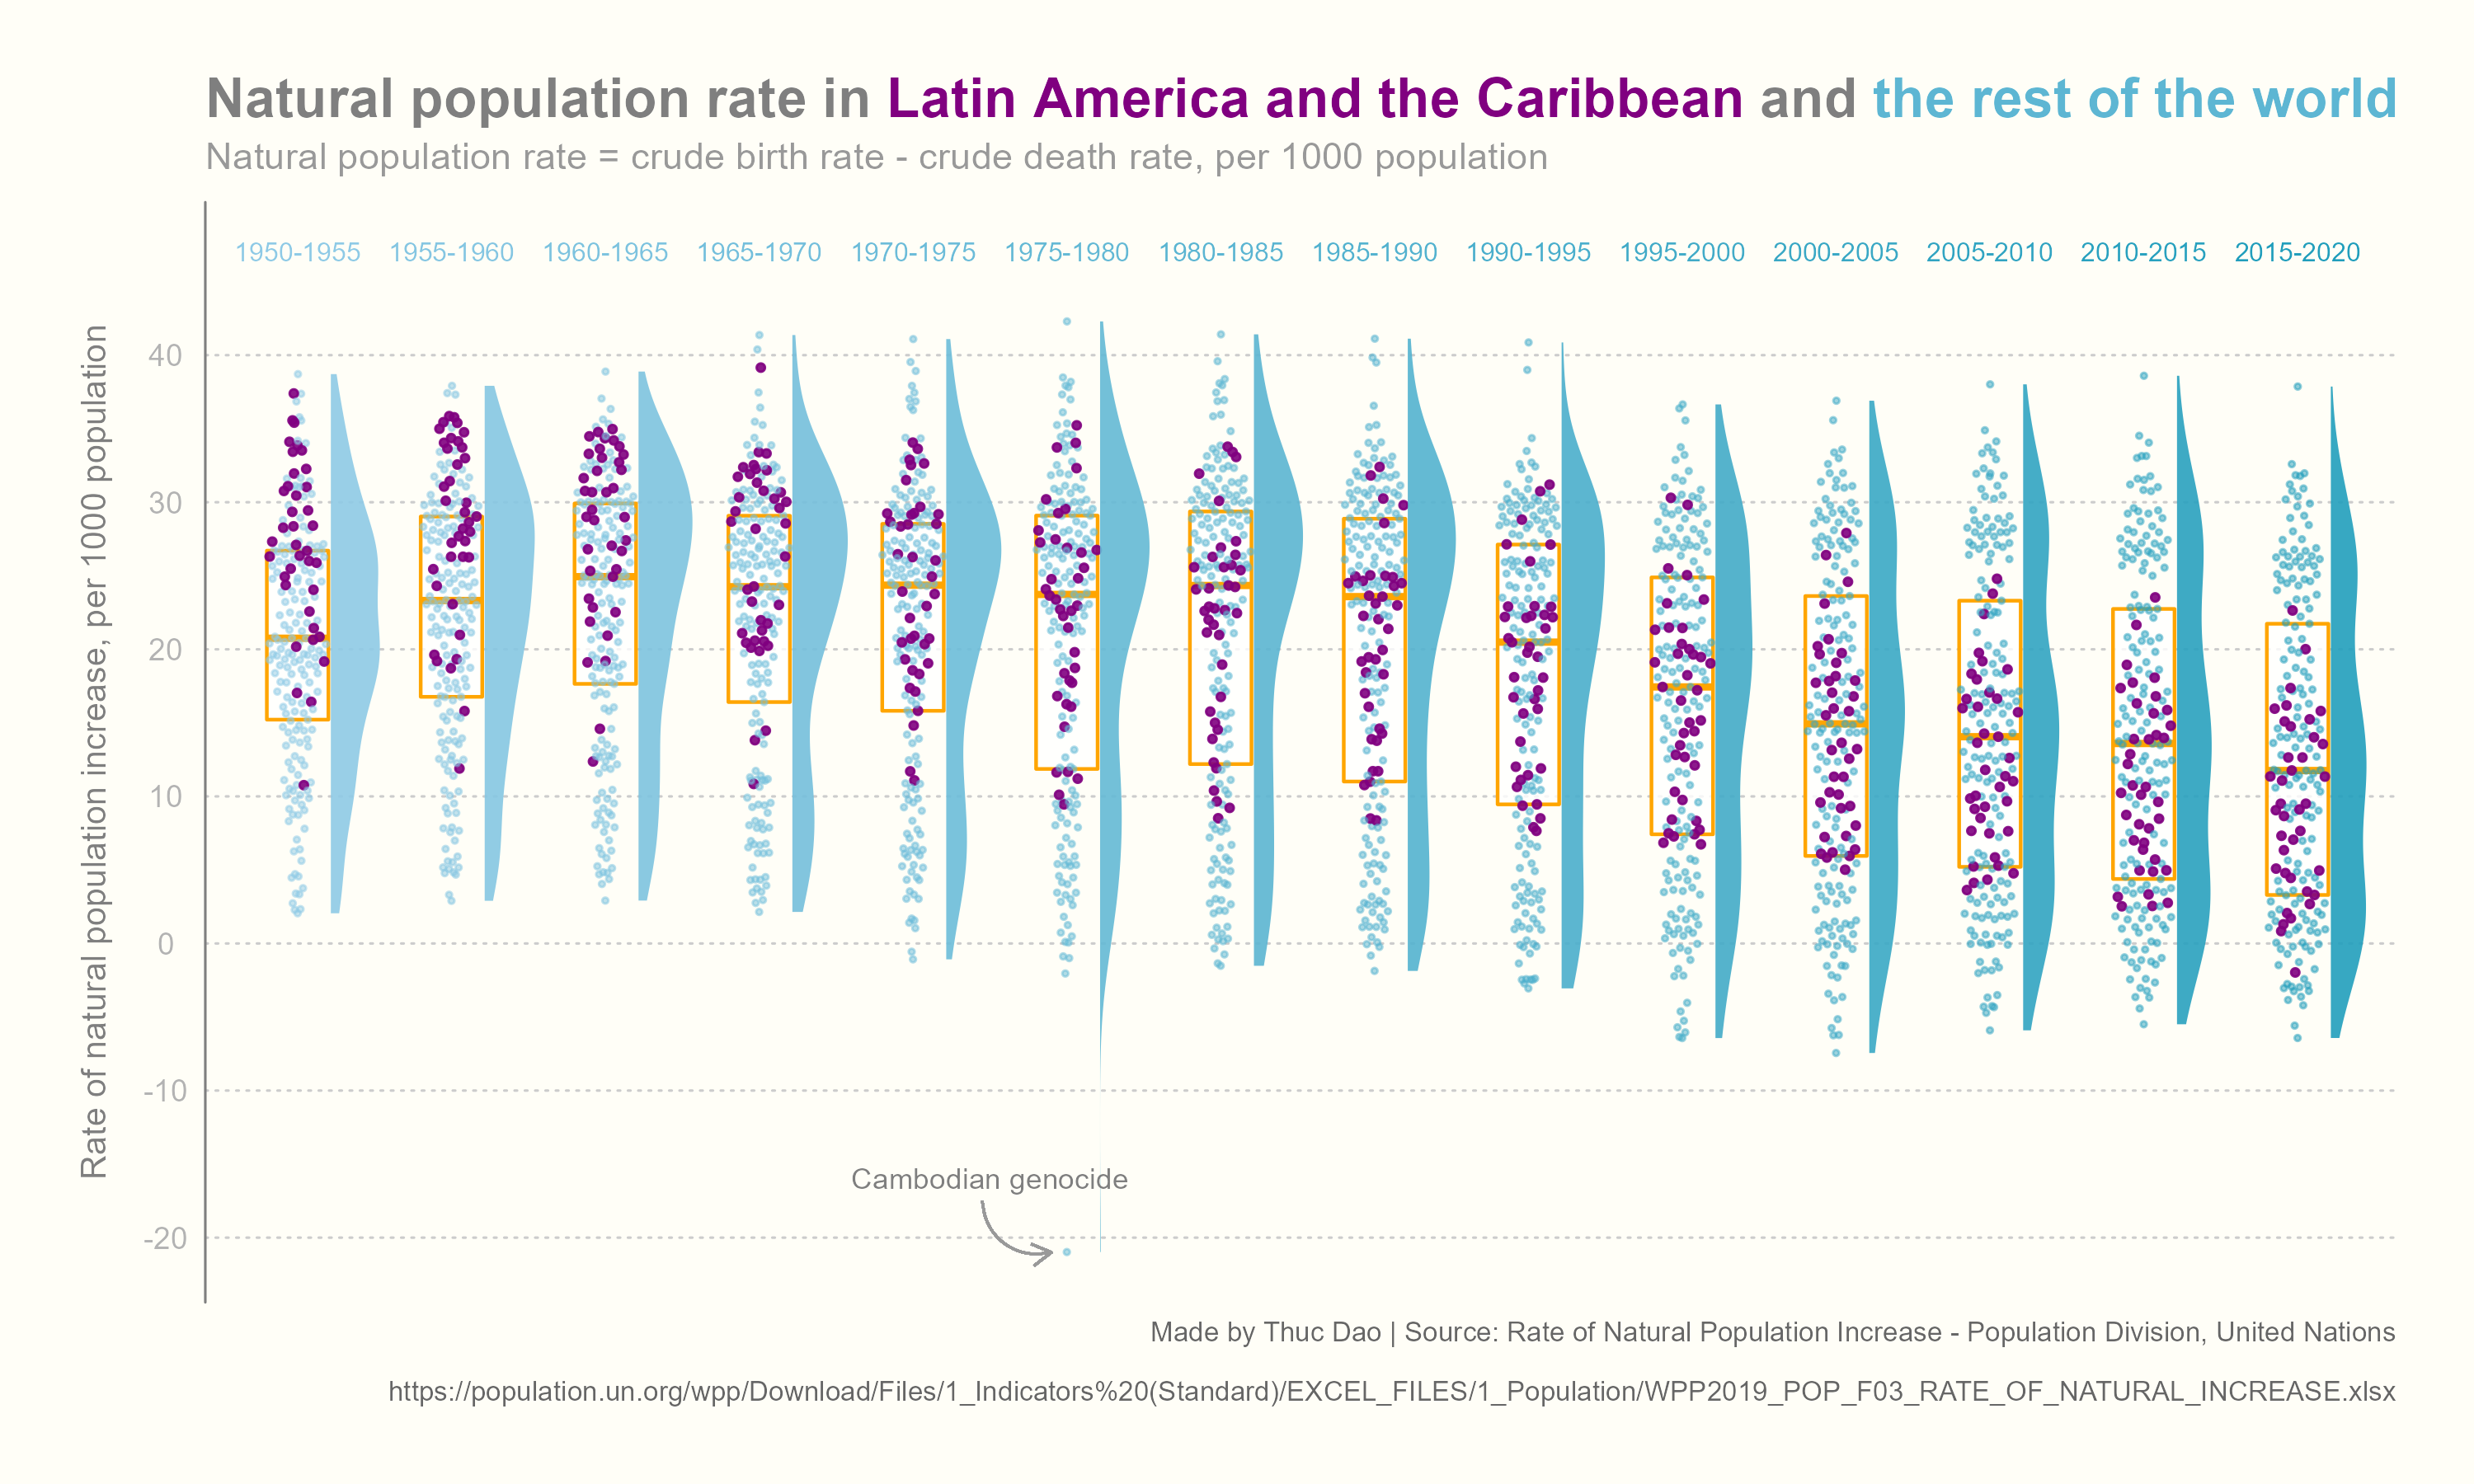 Natural population rate in Latin America and the Caribbean and the rest of the world
Natural population rate = crude birth rate - crude death rate, per 1000 population
1950-1955 1955-1960 1960-1965 1965-1970 1970-1975 1975-1980 1980-1985 1985-1990 1990-1995 1995-2000 2000-2005 2005-2010 2010-2015 2015-2020
Rate of natural population increase, per 1000 population
40
30
20
10
0
-10
-20
Cambodian genocide
Made by Thuc Dao | Source: Rate of Natural Population Increase - Population Division, United Nations
https://population.un.org/wpp/Download/Files/1_Indicators%20(Standard)/EXCEL_FILES/1_Population/WPP2019_POP_F03_RATE_OF_NATURAL_INCREASE.xlsx